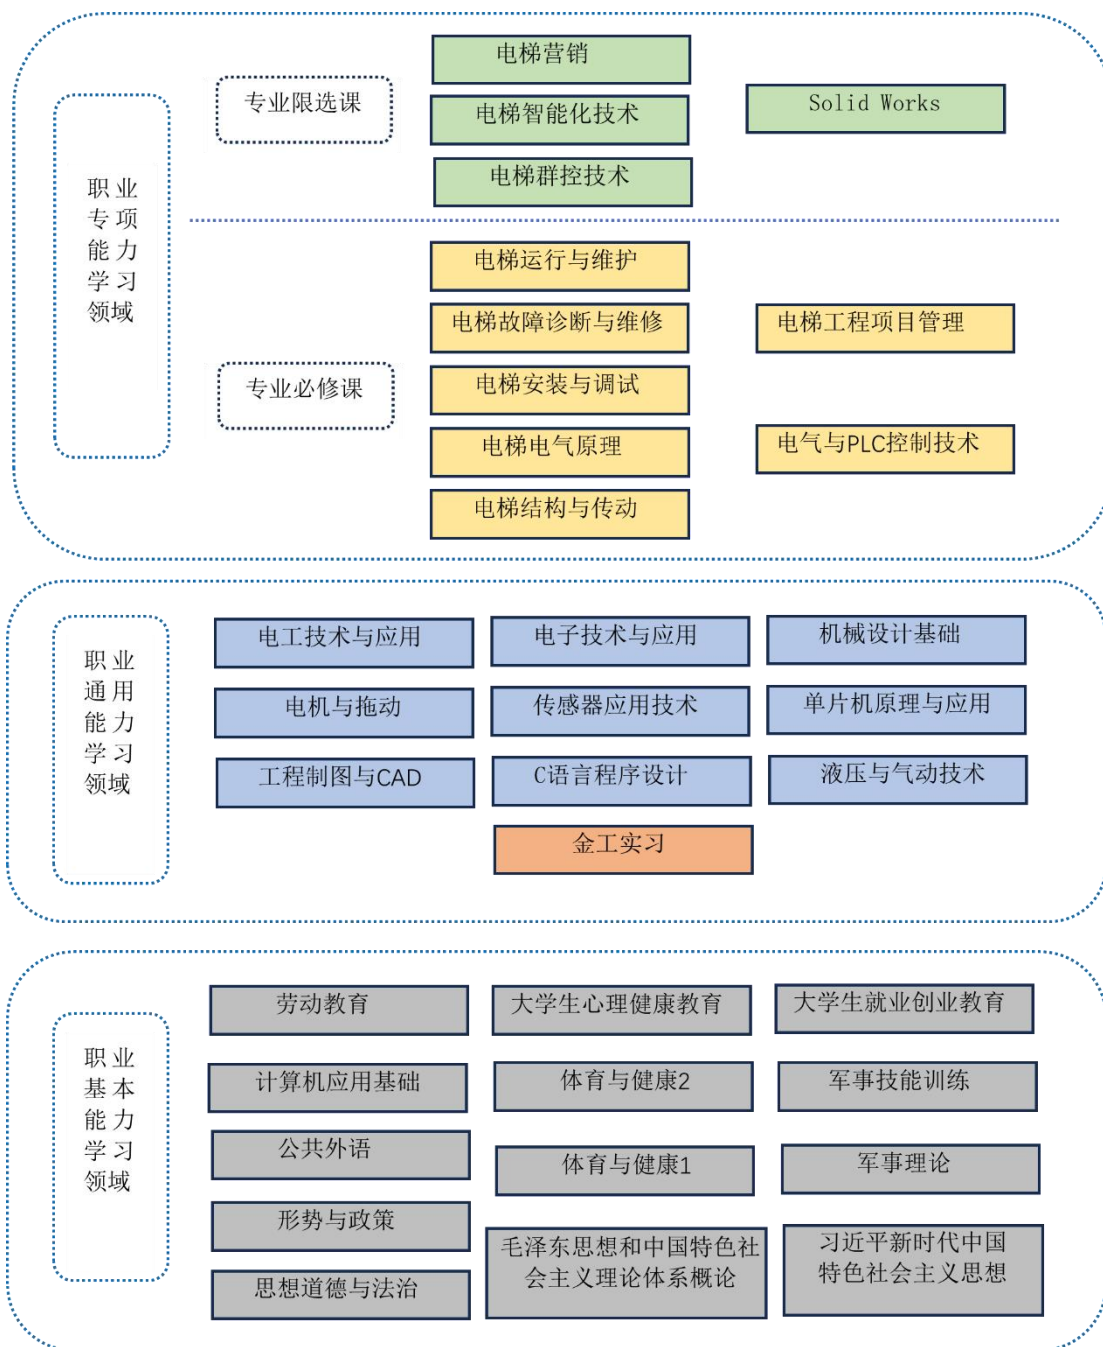 职 业
专 项
能 力
学 习
领域
专业限选课
电梯营销
电梯智能化技术
电梯群控技术
Solid Works
专业必修课
电梯运行与维护
电梯故障诊断与维修
电梯安装与调试
电梯电气原理
电梯结构与传动
电梯工程项目管理
电气与PLC控制技术
职 业
通 用
能 力
学 习
领域
电工技术与应用
电子技术与应用
机械设计基础
电机与拖动
传感器应用技术
单片机原理与应用
工程制图与CAD
C语言程序设计
液压与气动技术
金工实习
职 业
基 本
能 力
学 习
领域
劳动教育
大学生心理健康教育
大学生就业创业教育
计算机应用基础
体育与健康2
军事技能训练
公共外语
体育与健康1
军事理论
形势与政策
思想道德与法治
毛泽东思想和中国特色社
会主义理论体系概论
习近平新时代中国
特色社会主义思想